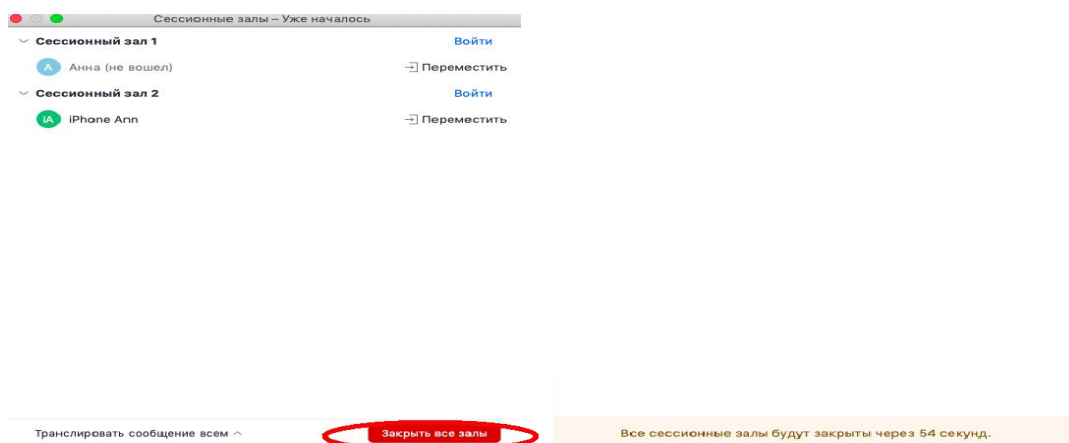 Сессионные залы – Уже началось
Сессионный зал 1 Войти
А Анна (не вошел) Переместить
Сессионный зал 2 Войти
iA iPhone Ann Переместить
Транслировать сообщение всем Закрыть все залы
Все сессионные залы будут закрыты через 54 секунд.